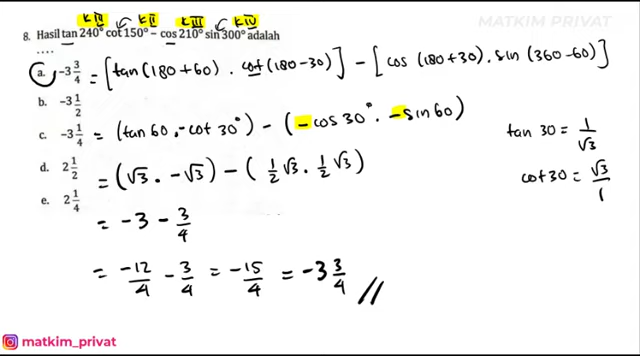 MATKIM PRIVAT
k III k II k III k IV
8. Hasil tan 240° cot 150° – cos 210° sin 300° adalah
....
a. -3 3/4 = [tan (180 + 60) . cot (180 - 30)] - [cos (180 + 30) . sin (360 - 60)]
b. -3 1/2
c. -3 1/4 = (tan 60 . - cot 30°) - (- cos 30° . - sin 60)
tan 30 = 1/√3
d. 2 1/2 = (√3 . - √3) - (1/2 √3 . 1/2 √3)
cot 30 = √3/1
e. 2 1/4
= -3 - 3/4
= -12/4 - 3/4 = -15/4 = -3 3/4 //
matkim_privat